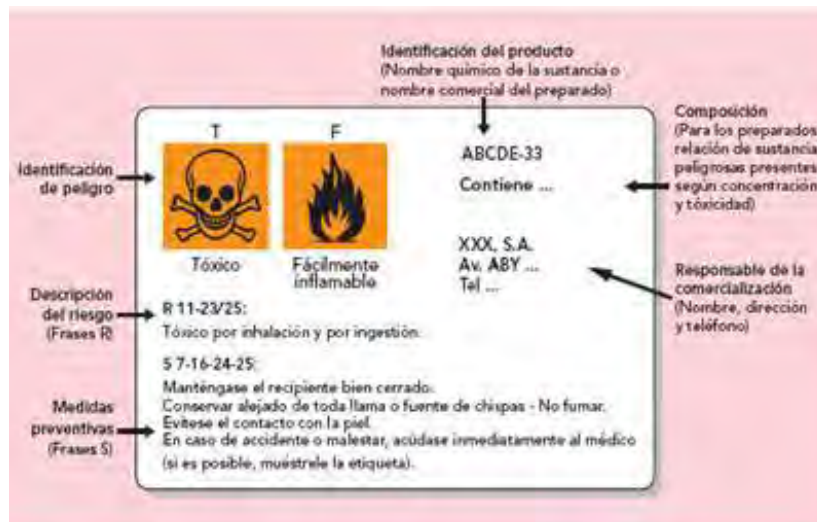 Identificación del producto
(Nombre químico de la sustancia o
nombre comercial del preparado)
Composición
(Para los preparados
relación de sustancia
peligrosas presentes
según concentración
y tóxicidad)
Identificación
de peligro
T
F
Tóxico
Fácilmente
inflamable
ABCDE-33
Contiene ...
XXX, S.A.
Av. ABY ...
Tel ...
Responsable de la
comercialización
(Nombre, dirección
y teléfono)
Descripción
del riesgo
(Frases R)
R 11-23/25:
Tóxico por inhalación y por ingestión.
S 7-16-24-25:
Manténgase el recipiente bien cerrado.
Conservar alejado de toda llama o fuente de chispas - No fumar.
Evítese el contacto con la piel.
En caso de accidente o malestar, acúdase inmediatamente al médico
(si es posible, muéstrele la etiqueta).
Medidas
preventivas
(Frases S)